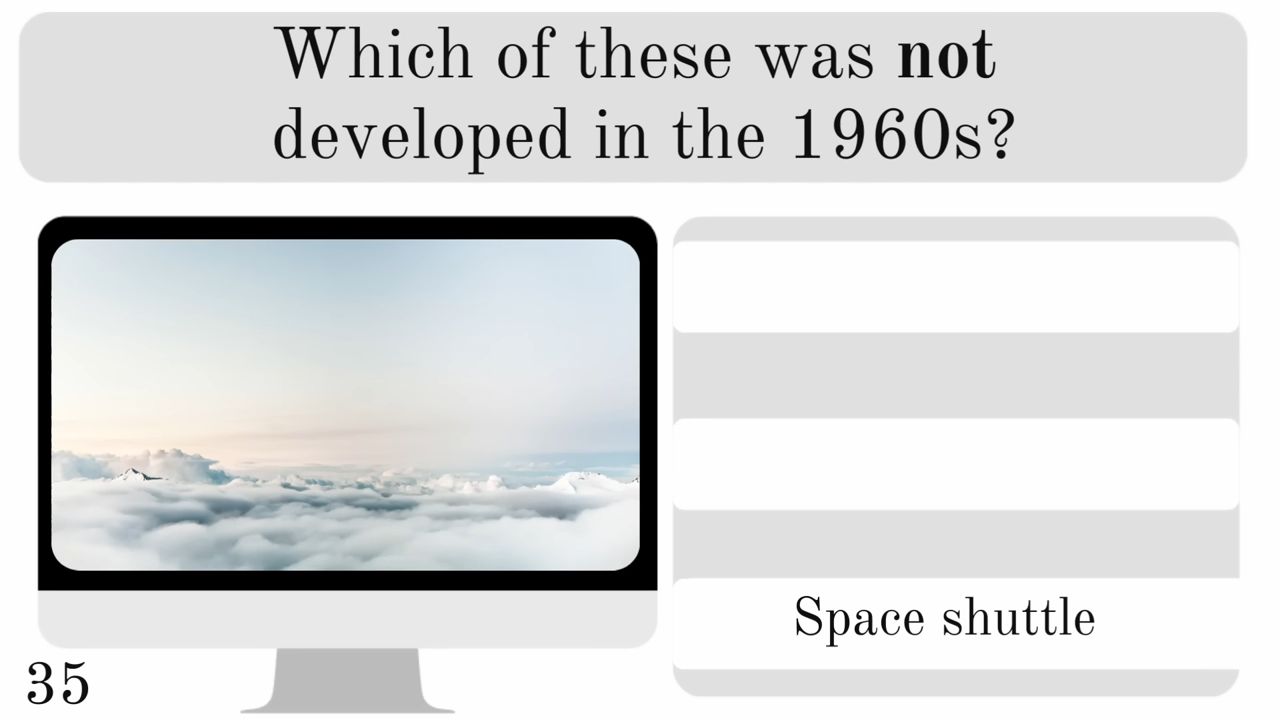 Which of these was not
developed in the 1960s?
Space shuttle
35